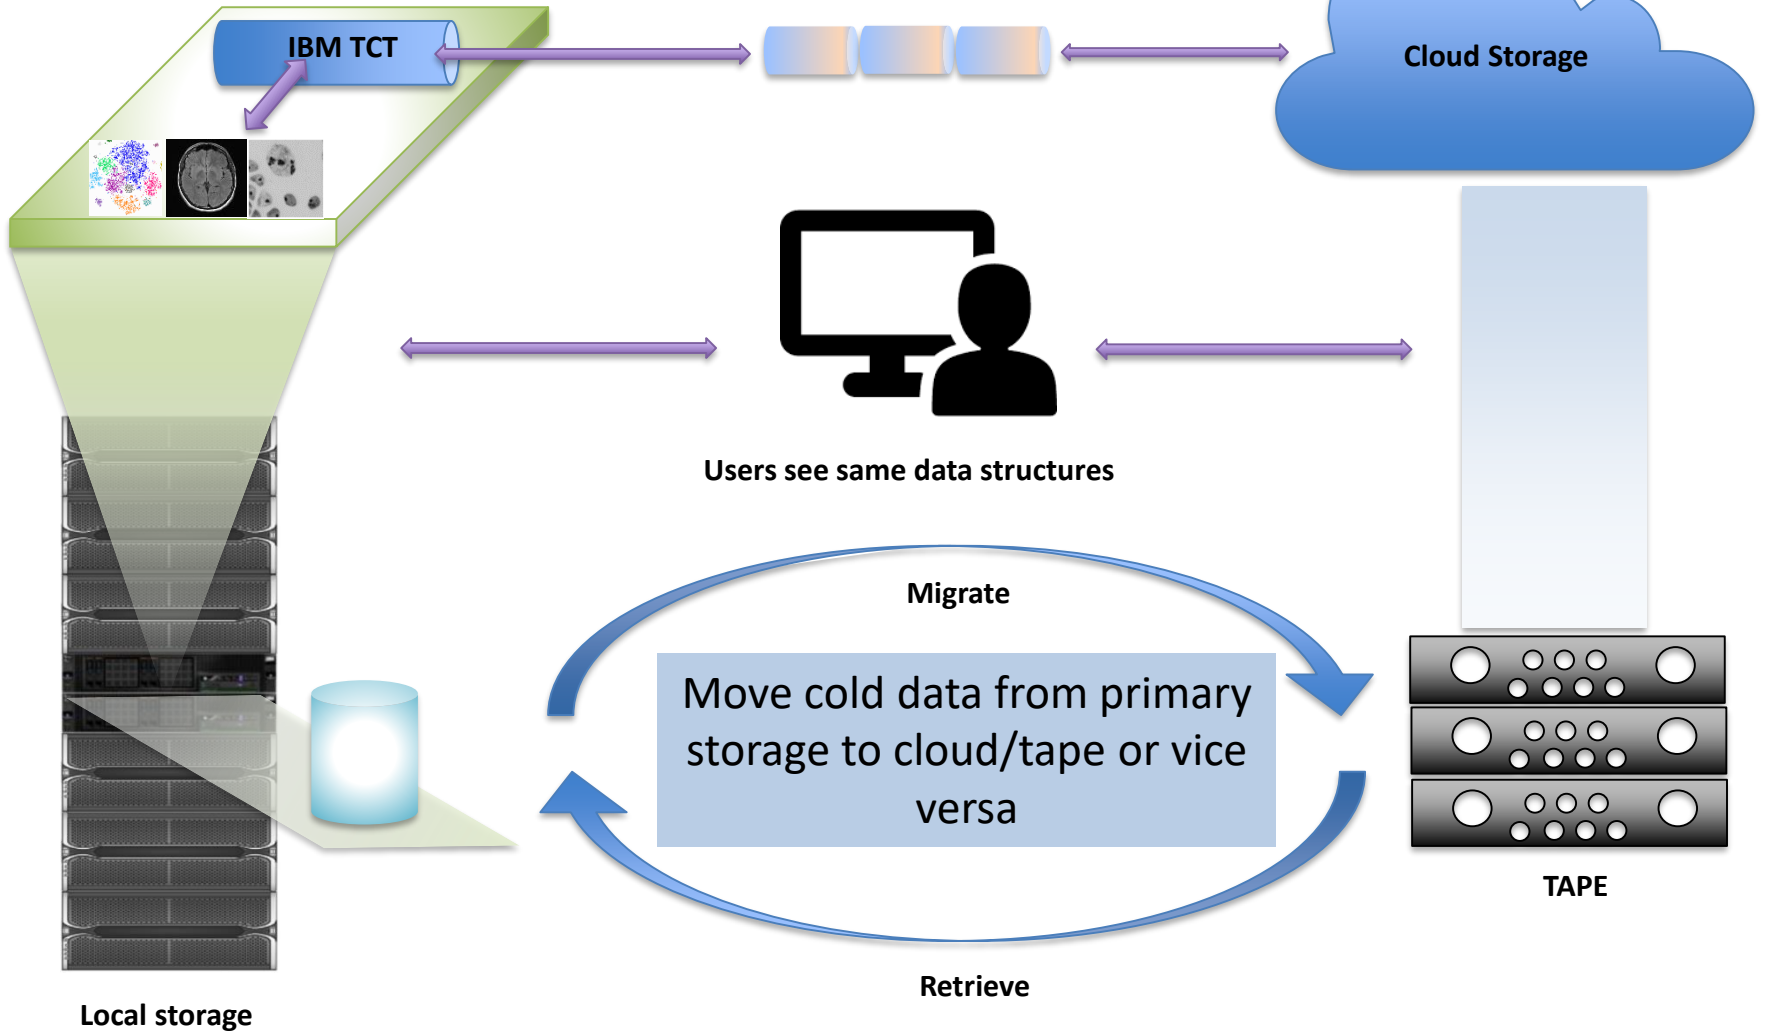 IBM TCT
Cloud Storage
Users see same data structures
Migrate
Move cold data from primary
storage to cloud/tape or vice
versa
TAPE
Retrieve
Local storage